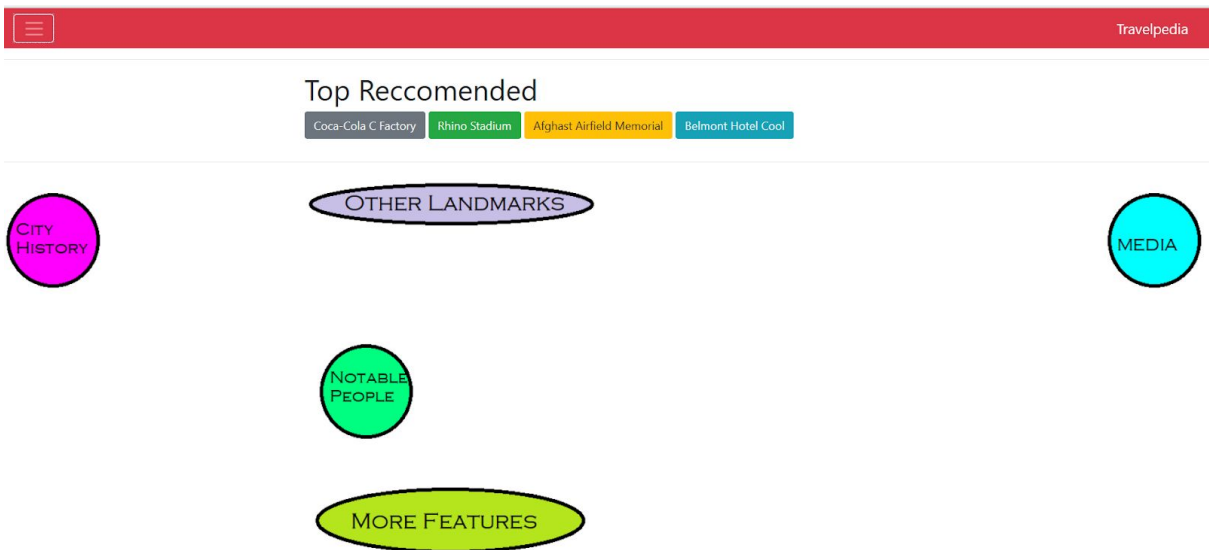 Travelpedia
Top Reccomended
Coca-Cola C Factory
Rhino Stadium
Afghast Airfield Memorial
Belmont Hotel Cool
OTHER LANDMARKS
CITY
HISTORY
MEDIA
NOTABLE
PEOPLE
MORE FEATURES